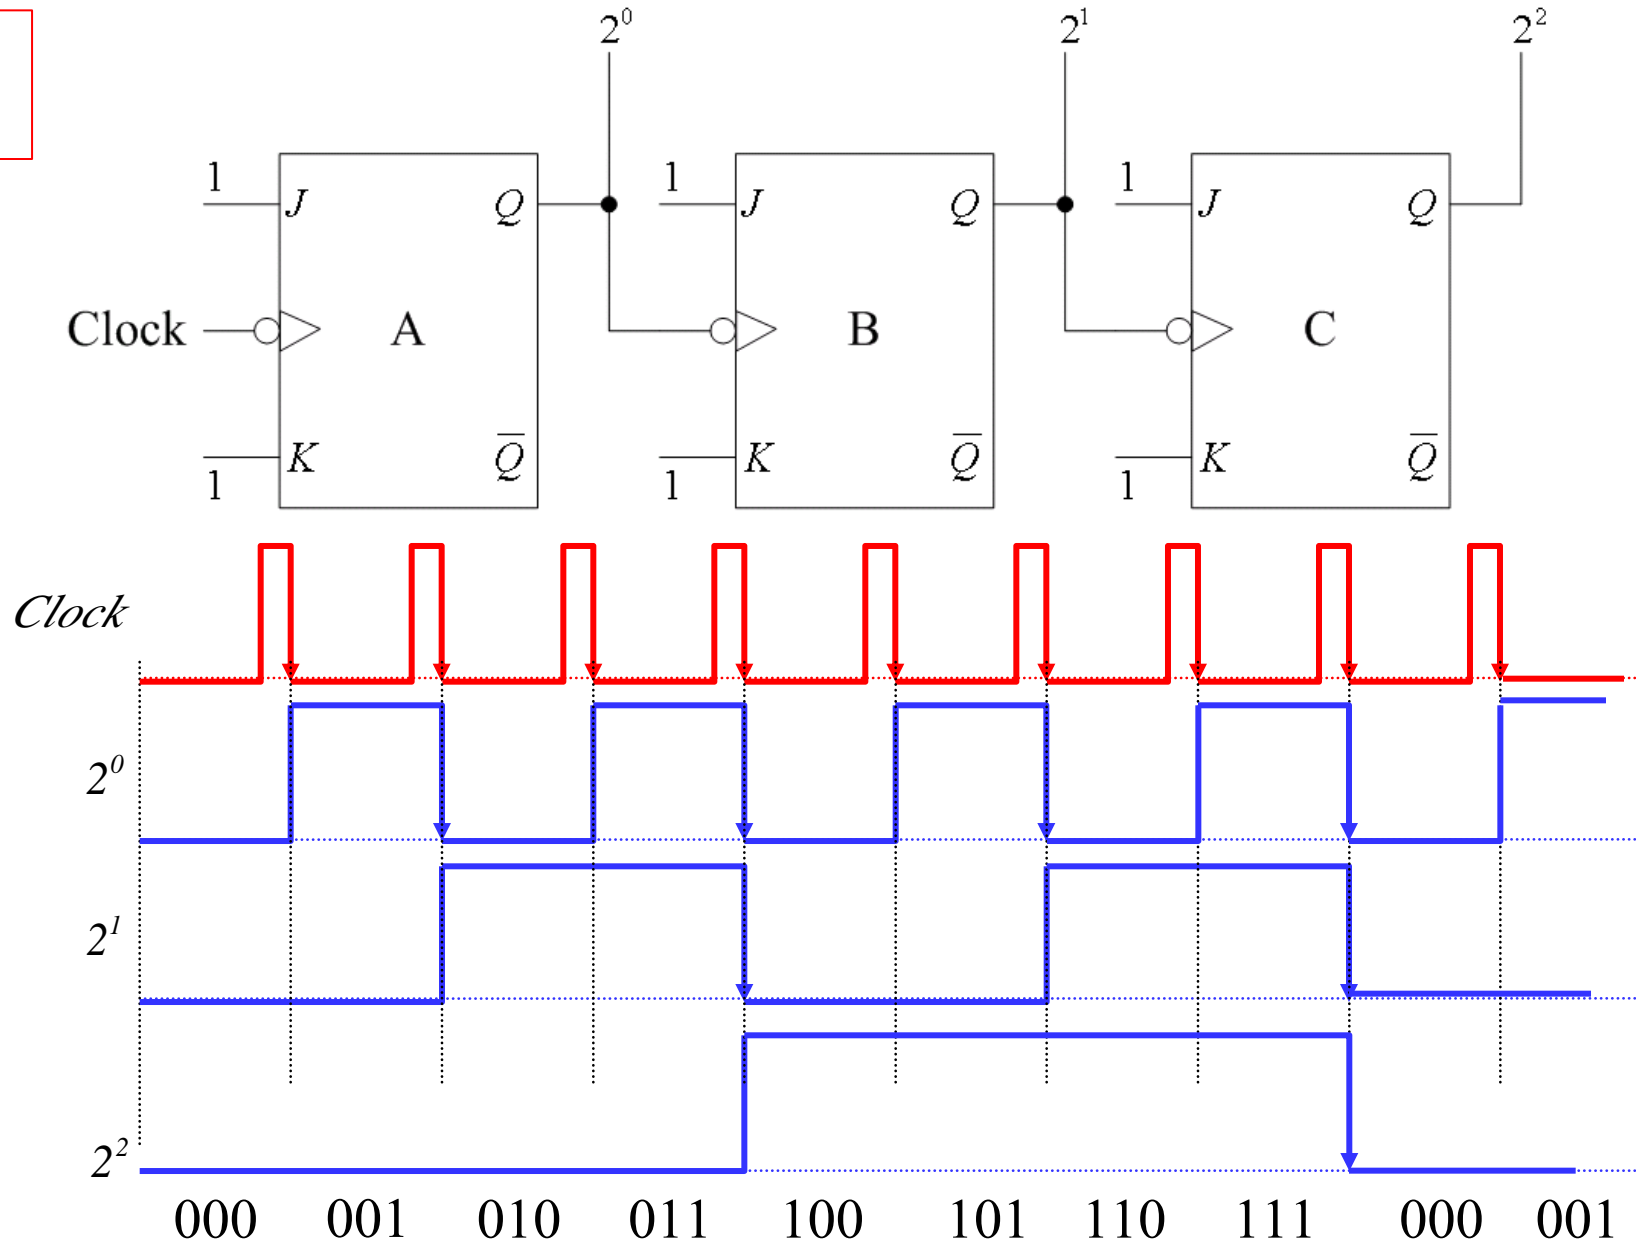 2⁰ 2¹ 2²
1 J Q 1 J Q 1 J Q
Clock A B C
K Q̅ K Q̅ K Q̅
1 1 1
Clock
2⁰
2¹
2²
000 001 010 011 100 101 110 111 000 001